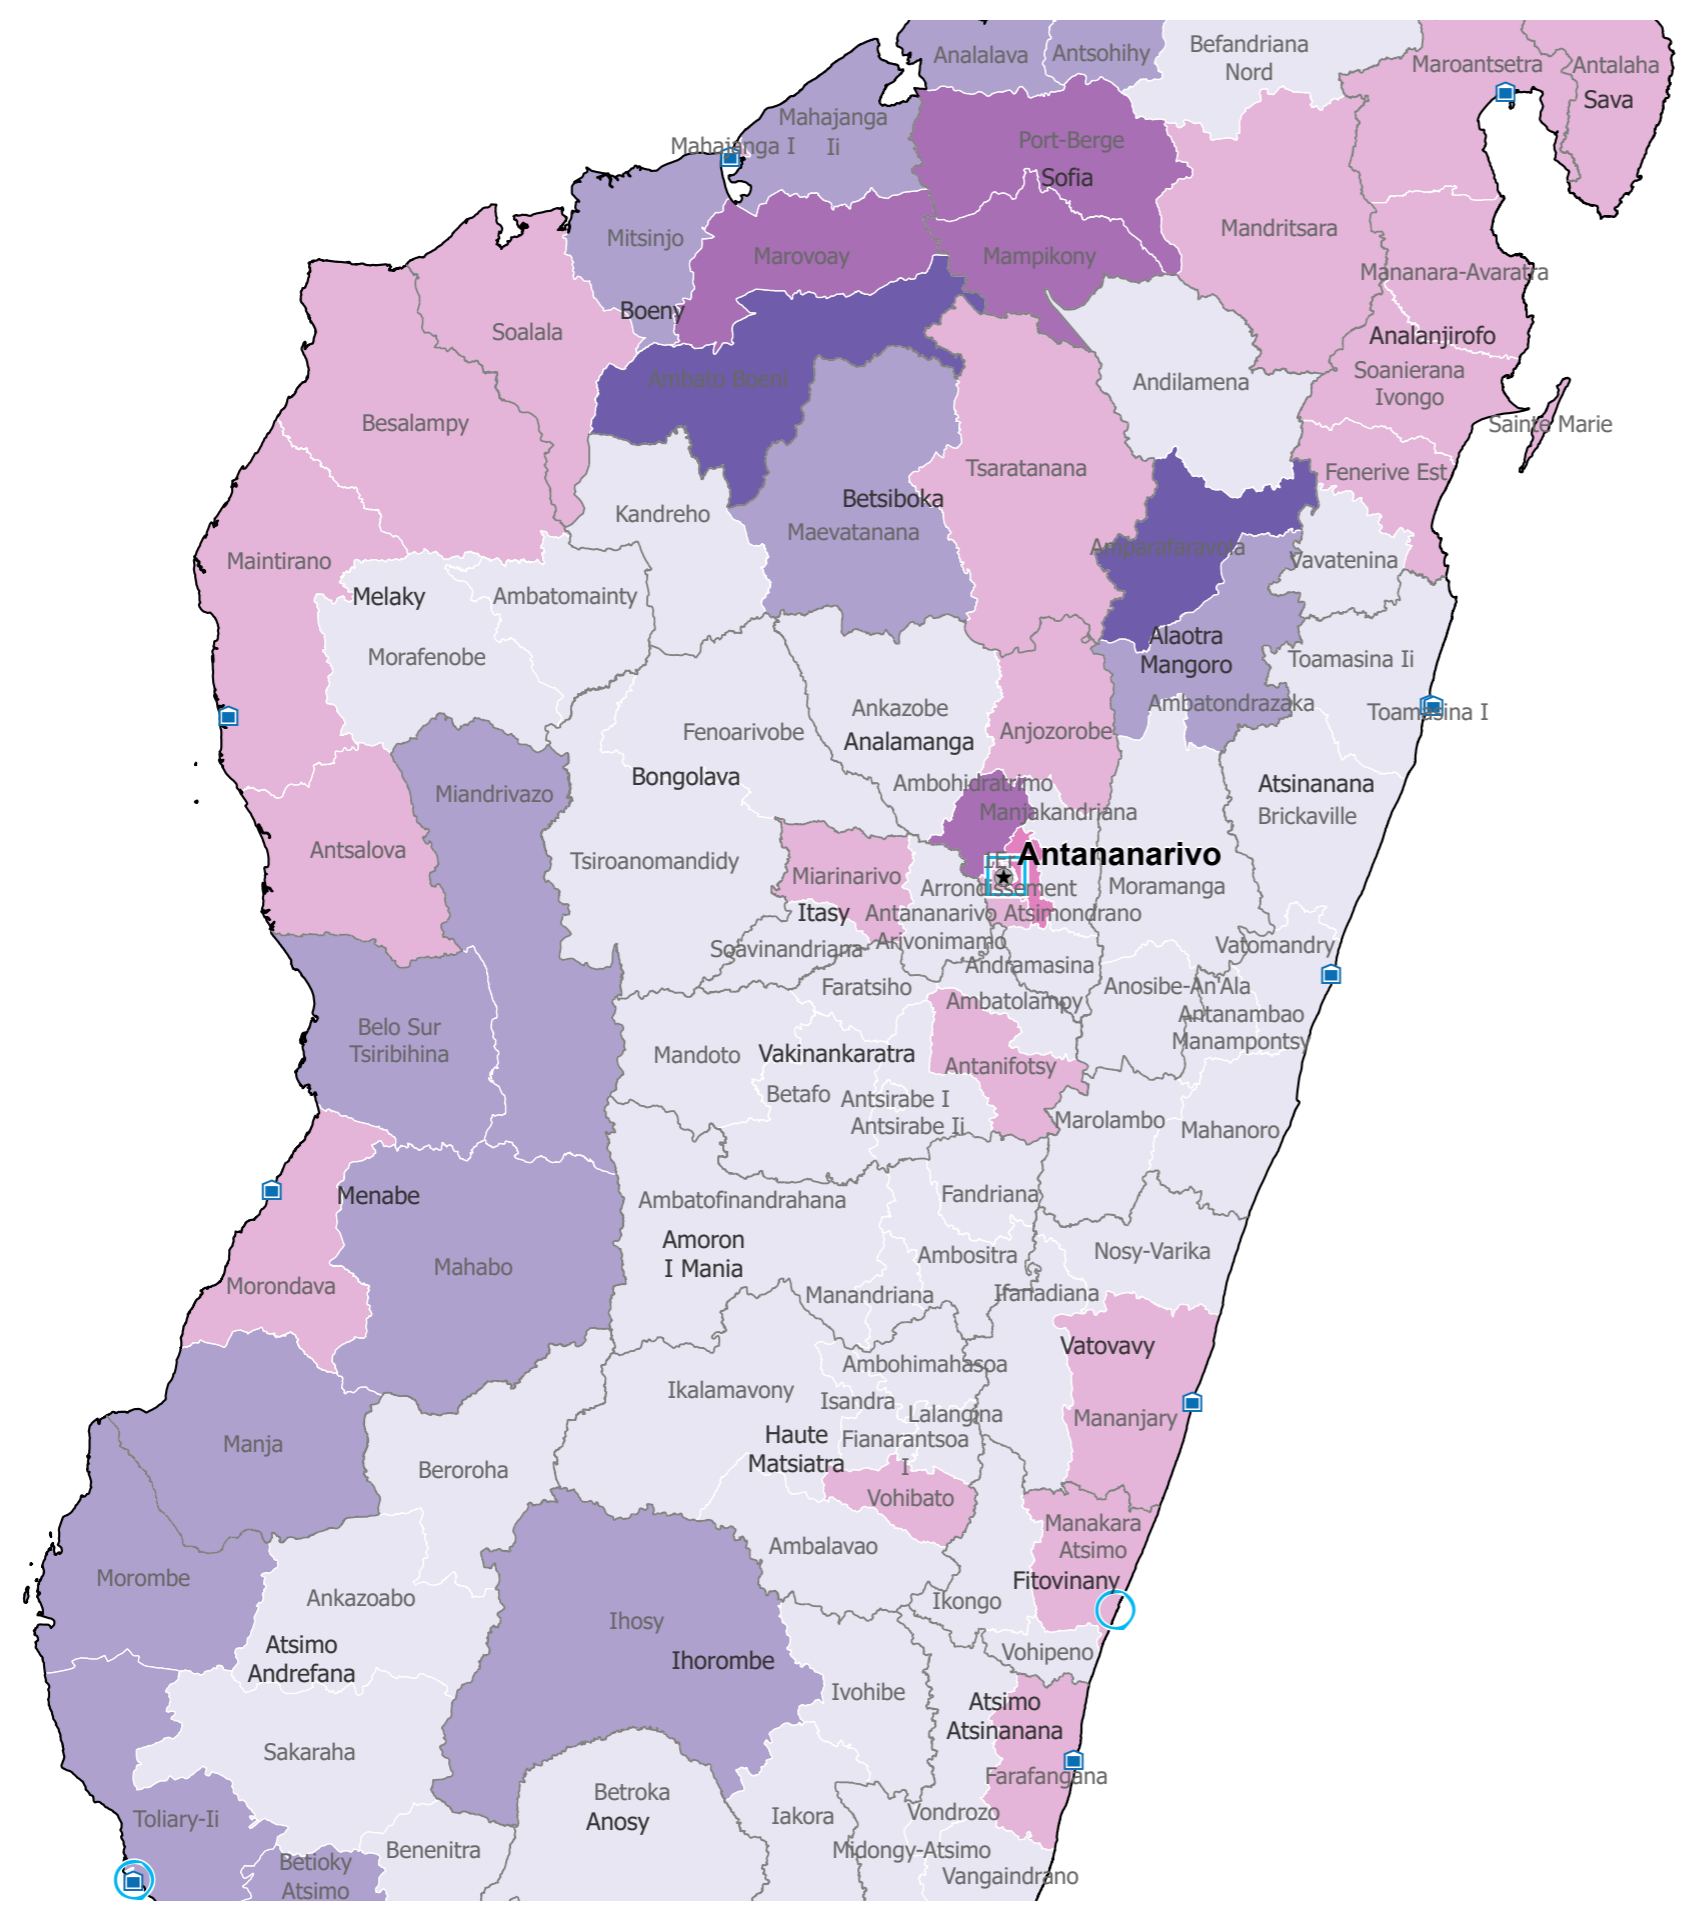 Analalava
Antsohihy
Befandriana
Nord
Maroantsetra
Antalaha
Sava
Mahajanga
Ii
Mahajanga I
Port-Berge
Sofia
Mandritsara
Mitsinjo
Marovoay
Mampikony
Mananara-Avaratra
Boeny
Soalala
Analanjirofo
Ambato Boeni
Andilamena
Soanierana
Ivongo
Besalampy
Sainte Marie
Tsaratanana
Fenerive Est
Betsiboka
Kandreho
Maevatanana
Amparafaravola
Vavatenina
Maintirano
Melaky
Ambatomainty
Alaotra
Mangoro
Morafenobe
Toamasina Ii
Ankazobe
Ambatondrazaka
Toamasina I
Fenoarivobe
Anjozorobe
Analamanga
Bongolava
Ambohidratrimo
Atsinanana
Miandrivazo
Manjakandriana
Brickaville
Antsalova
Tsiroanomandidy
Antananarivo
Miarinarivo
Arrondissement
Moramanga
Itasy
Antananarivo Atsimondrano
Soavinandriana
Arivonimamo
Vatomandry
Andramasina
Faratsiho
Anosibe-An'Ala
Ambatolampy
Antanambao
Manampontsy
Belo Sur
Tsiribihina
Mandoto
Vakinankaratra
Antanifotsy
Betafo
Antsirabe I
Antsirabe Ii
Marolambo
Mahanoro
Menabe
Ambatofinandrahana
Fandriana
Amoron
I Mania
Ambositra
Nosy-Varika
Mahabo
Morondava
Manandriana
Ifanadiana
Vatovavy
Ambohimahasoa
Ikalamavony
Isandra
Lalangina
Mananjary
Manja
Haute
Matsiatra
Fianarantsoa
I
Beroroha
Vohibato
Manakara
Atsimo
Ambalavao
Morombe
Fitovinany
Ankazoabo
Ikongo
Ihosy
Atsimo
Andrefana
Ihorombe
Vohipeno
Ivohibe
Atsimo
Atsinanana
Sakaraha
Farafangana
Betroka
Anosy
Toliary-Ii
Iakora
Vondrozo
Benenitra
Midongy-Atsimo
Betioky
Atsimo
Vangaindrano